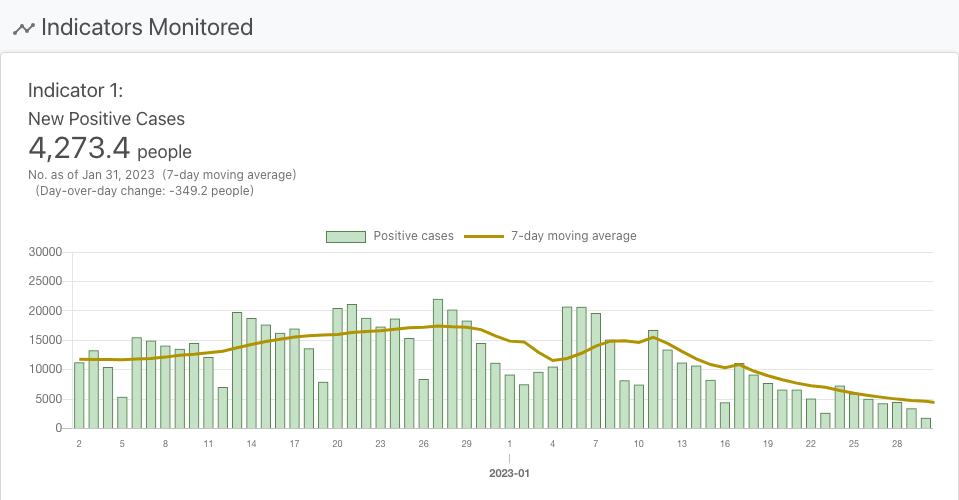 Indicators Monitored
Indicator 1:
New Positive Cases
4,273.4 people
No. as of Jan 31, 2023 (7-day moving average)
(Day-over-day change: -349.2 people)
Positive cases 7-day moving average
30000
25000
20000
15000
10000
5000
0
2 5 8 11 14 17 20 23 26 29 1 4 7 10 13 16 19 22 25 28
2023-01